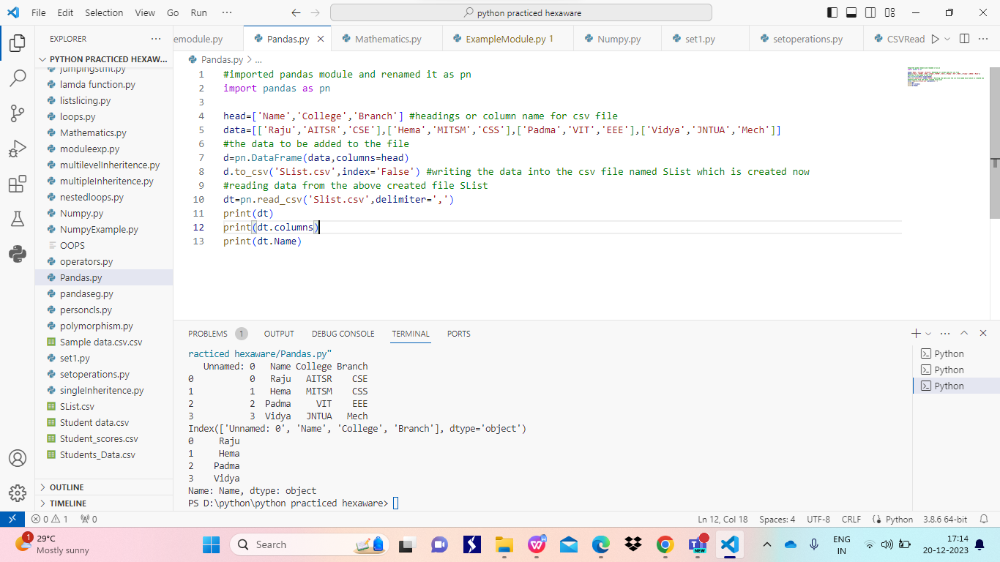 File Edit Selection View Go Run ··· python practiced hexaware
EXPLORER ···
PYTHON PRACTICED HEXAW...
jumpingstmt.py
lamda function.py
listslicing.py
loops.py
Mathematics.py
moduleexp.py
multilevelInheritence.py
multipleInheritence.py
nestedloops.py
Numpy.py
NumpyExample.py
OOPS
operators.py
Pandas.py
pandaseg.py
personcls.py
polymorphism.py
Sample data.csv.csv
set1.py
setoperations.py
singleInheritence.py
SList.csv
Student data.csv
Student_scores.csv
Students_Data.csv
OUTLINE
TIMELINE
emodule.py Pandas.py Mathematics.py ExampleModule.py 1 Numpy.py set1.py setoperations.py CSVRead ···
Pandas.py > ...
1 #imported pandas module and renamed it as pn
2 import pandas as pn
3
4 head=['Name','College','Branch'] #headings or column name for csv file
5 data=[['Raju','AITSR','CSE'],['Hema','MITSM','CSS'],['Padma','VIT','EEE'],['Vidya','JNTUA','Mech']]
6 #the data to be added to the file
7 d=pn.DataFrame(data,columns=head)
8 d.to_csv('SList.csv',index='False') #writing the data into the csv file named SList which is created now
9 #reading data from the above created file SList
10 dt=pn.read_csv('Slist.csv',delimiter=',')
11 print(dt)
12 print(dt.columns)
13 print(dt.Name)
PROBLEMS 1 OUTPUT DEBUG CONSOLE TERMINAL PORTS ···
racticed hexaware/Pandas.py"
Unnamed: 0 Name College Branch
0 0 Raju AITSR CSE
1 1 Hema MITSM CSS
2 2 Padma VIT EEE
3 3 Vidya JNTUA Mech
Index(['Unnamed: 0', 'Name', 'College', 'Branch'], dtype='object')
0 Raju
1 Hema
2 Padma
3 Vidya
Name: Name, dtype: object
PS D:\python\python practiced hexaware>
Python
Python
Python
0 1 0 Ln 12, Col 18 Spaces: 4 UTF-8 CRLF Python 3.8.6 64-bit
1 29°C
Mostly sunny
Search
NEW
ENG
IN
17:14
20-12-2023